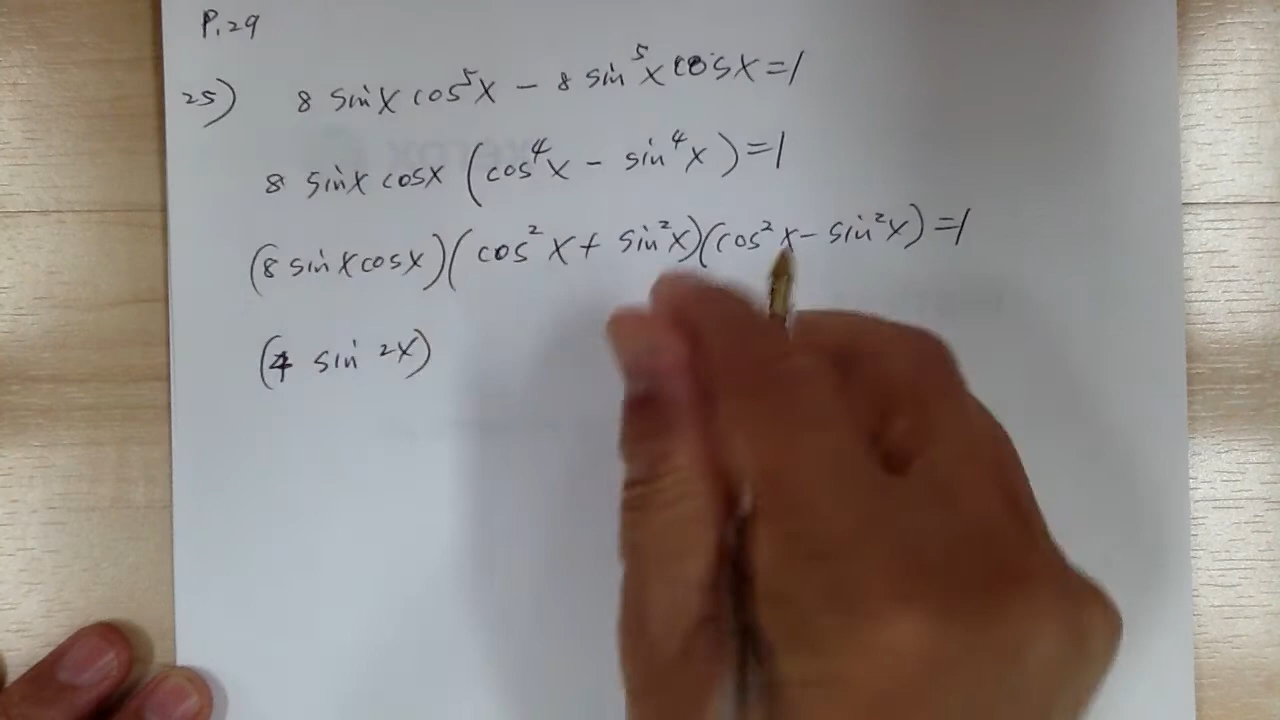 P.29
25) 8 sinx cos⁵x - 8 sin⁵x cosx = 1
8 sinx cosx (cos⁴x - sin⁴x) = 1
(8 sinx cosx)(cos²x + sin²x)(cos²x - sin²x) = 1
(4 sin 2x)